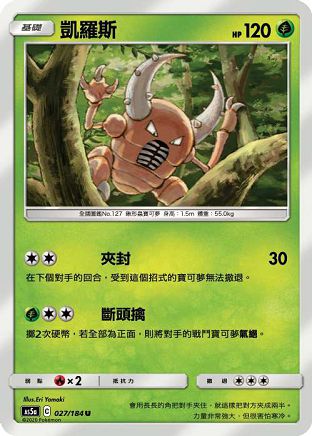 基礎 凱羅斯 HP 120
全國圖鑑No.127 鍬形蟲寶可夢 身高：1.5m 體重：55.0kg
夾封 30
在下個對手的回合，受到這個招式的寶可夢無法撤退。
斷頭擒
擲2次硬幣，若全部為正面，則將對手的戰鬥寶可夢氣絕。
弱點 ×2 抵抗力 撤退
Illus.Eri Yamaki
C 027/184 U
©2020 Pokémon
會用長長的角把對手夾住，就這樣把對方夾成兩半。
力量非常強大，但很害怕寒冷。